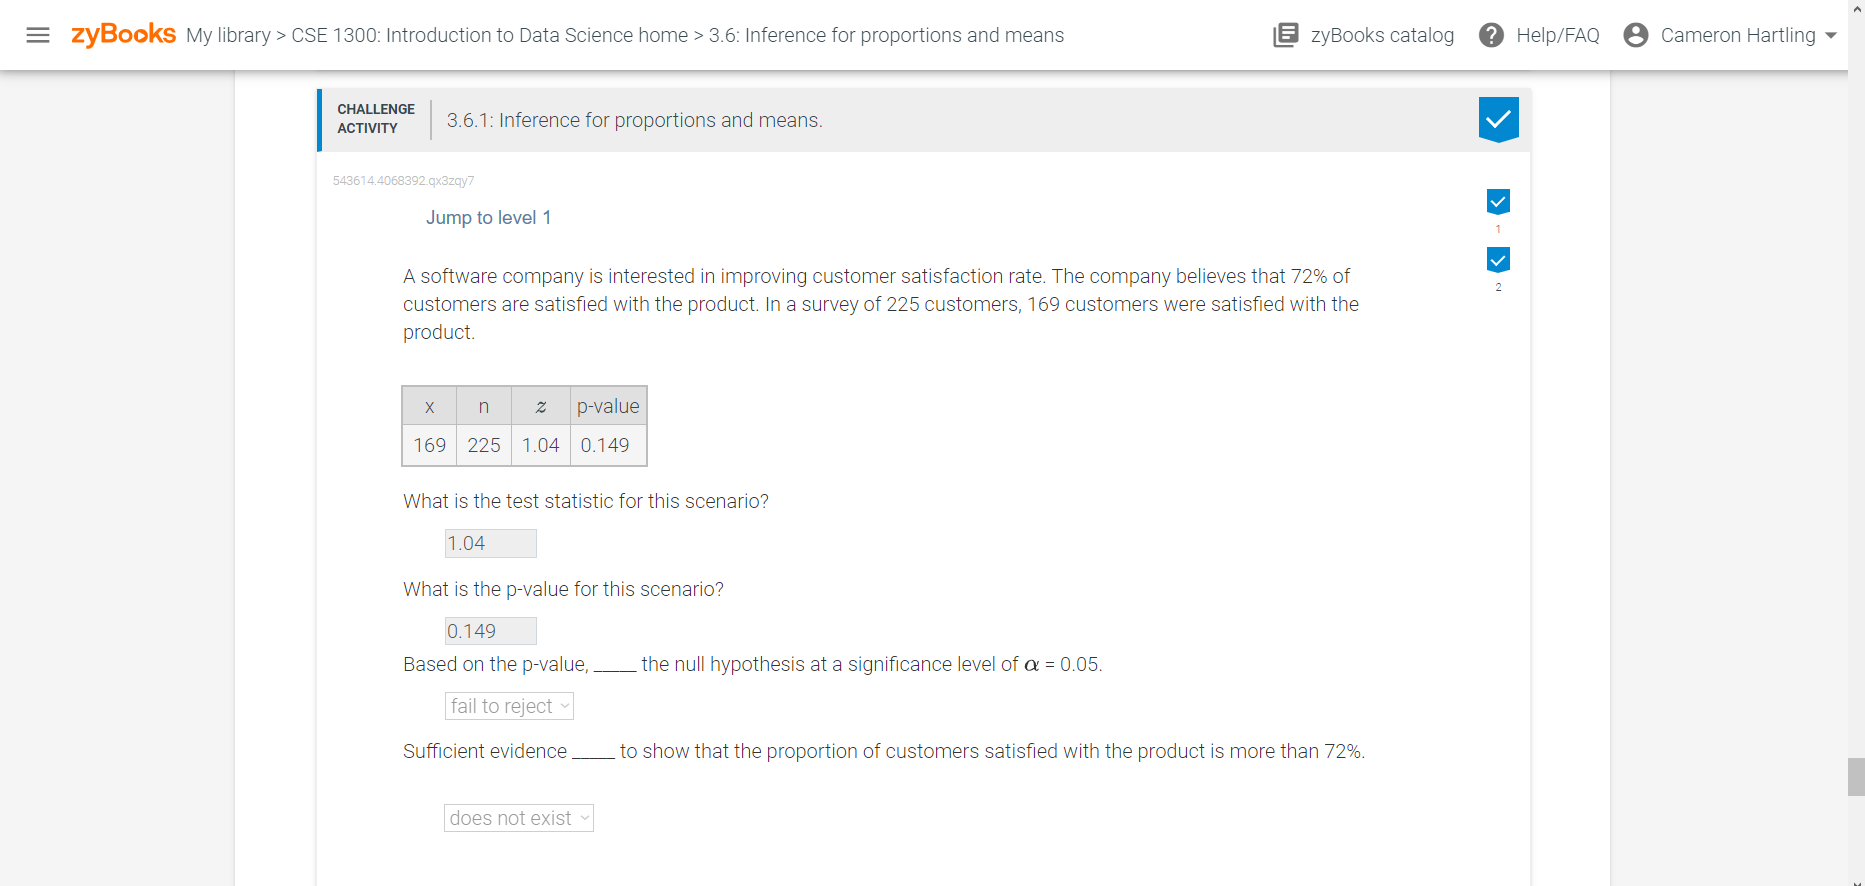 zyBooks My library > CSE 1300: Introduction to Data Science home > 3.6: Inference for proportions and means
zyBooks catalog
? Help/FAQ
Cameron Hartling
CHALLENGE
ACTIVITY
3.6.1: Inference for proportions and means.
543614.4068392.qx3zqy7
Jump to level 1
1
2
A software company is interested in improving customer satisfaction rate. The company believes that 72% of
customers are satisfied with the product. In a survey of 225 customers, 169 customers were satisfied with the
product.
x n z p-value
169 225 1.04 0.149
What is the test statistic for this scenario?
1.04
What is the p-value for this scenario?
0.149
Based on the p-value, _____ the null hypothesis at a significance level of α = 0.05.
fail to reject
Sufficient evidence _____ to show that the proportion of customers satisfied with the product is more than 72%.
does not exist